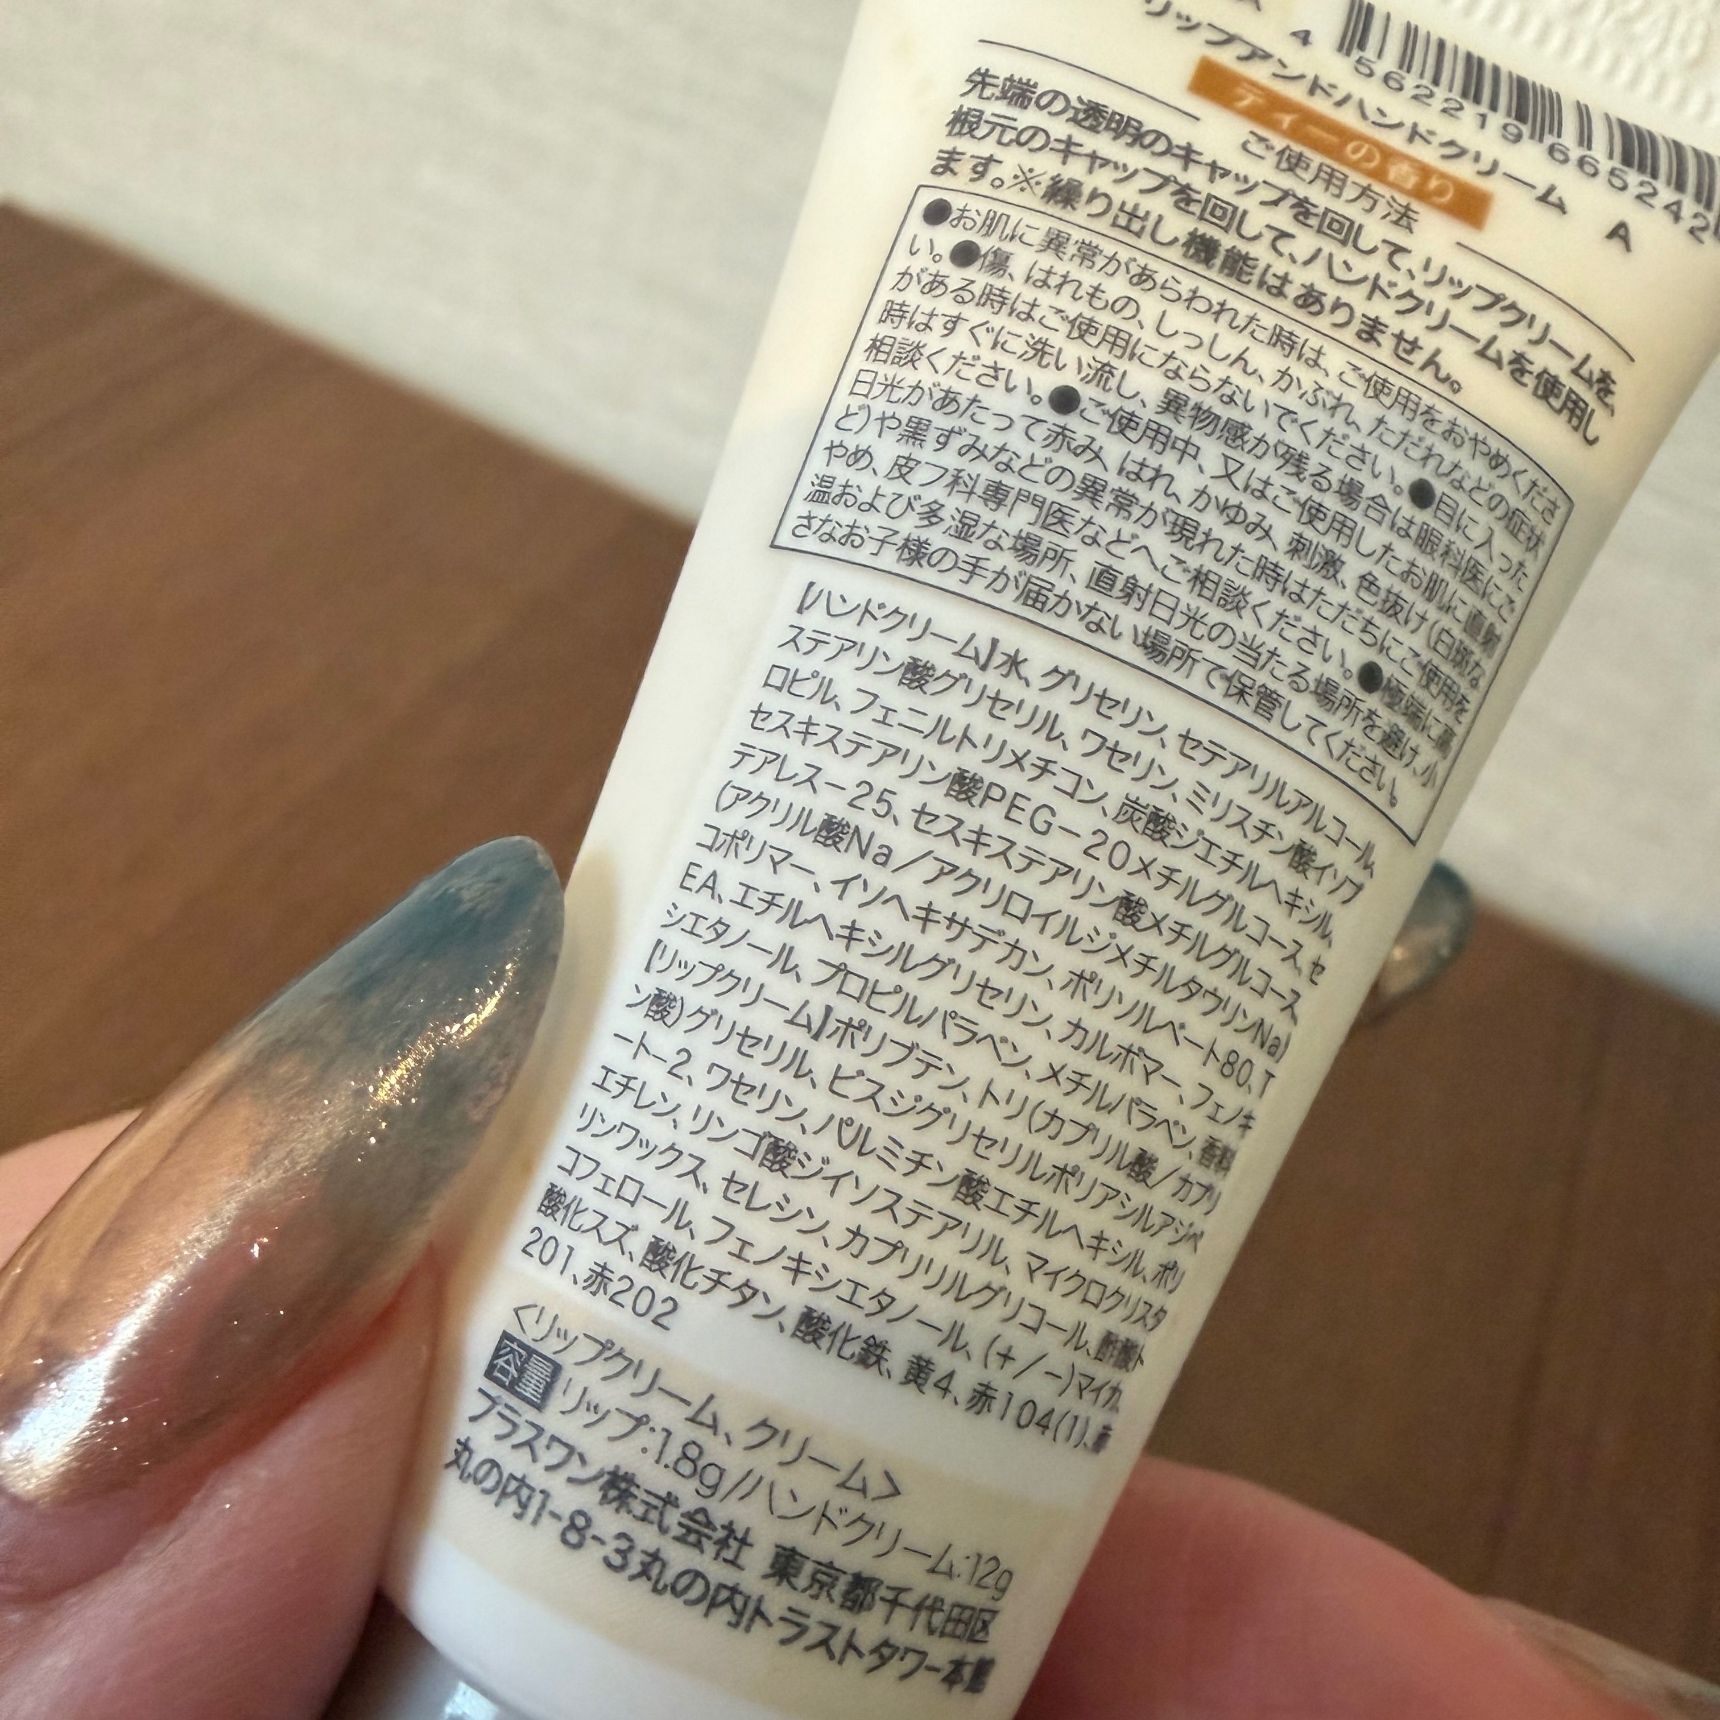 4 562219 665242
リップアンドハンドクリーム A
ティーの香り
ご使用方法
先端の透明のキャップを回して、リップクリームを、
根元のキャップを回して、ハンドクリームを使用し
ます。※繰り出し機能はありません。
●お肌に異常があらわれた時は、ご使用をおやめくださ
い。●傷、はれもの、しっしん、かぶれ、ただれなどの症状
がある時はご使用にならないでください。●目に入った
時はすぐに洗い流し、異物感が残る場合は眼科医にご
相談ください。●ご使用中、又はご使用したお肌に直射
日光があたって赤み、はれ、かゆみ、刺激、色抜け(白斑な
ど)や黒ずみなどの異常が現れた時はただちにご使用を
やめ、皮フ科専門医などへご相談ください。●極端に高
温および多湿な場所、直射日光の当たる場所を避け、小
さなお子様の手が届かない場所で保管してください。
【ハンドクリーム】水、グリセリン、セテアリルアルコール、
ステアリン酸グリセリル、ワセリン、ミリスチン酸イソプ
ロピル、フェニルトリメチコン、炭酸ジエチルヘキシル、
セスキステアリン酸PEG－20メチルグルコース、セ
テアレス－25、セスキステアリン酸メチルグルコース、
(アクリル酸Na／アクリロイルジメチルタウリンNa)
コポリマー、イソヘキサデカン、ポリソルベート80、T
EA、エチルヘキシルグリセリン、カルボマー、フェノキ
シエタノール、プロピルパラベン、メチルパラベン、香料
【リップクリーム】ポリブテン、トリ(カプリル酸／カプリ
ン酸)グリセリル、ビスジグリセリルポリアシルアジペ
ート-2、ワセリン、パルミチン酸エチルヘキシル、ポリ
エチレン、リンゴ酸ジイソステアリル、マイクロクリスタ
リンワックス、セレシン、カプリリルグリコール、酢酸ト
コフェロール、フェノキシエタノール、(＋／－)マイカ、
酸化スズ、酸化チタン、酸化鉄、黄4、赤104(1)、赤
201、赤202
＜リップクリーム、クリーム＞
容量 リップ:1.8g/ハンドクリーム:12g
プラスワン株式会社 東京都千代田区
丸の内1-8-3丸の内トラストタワー本館